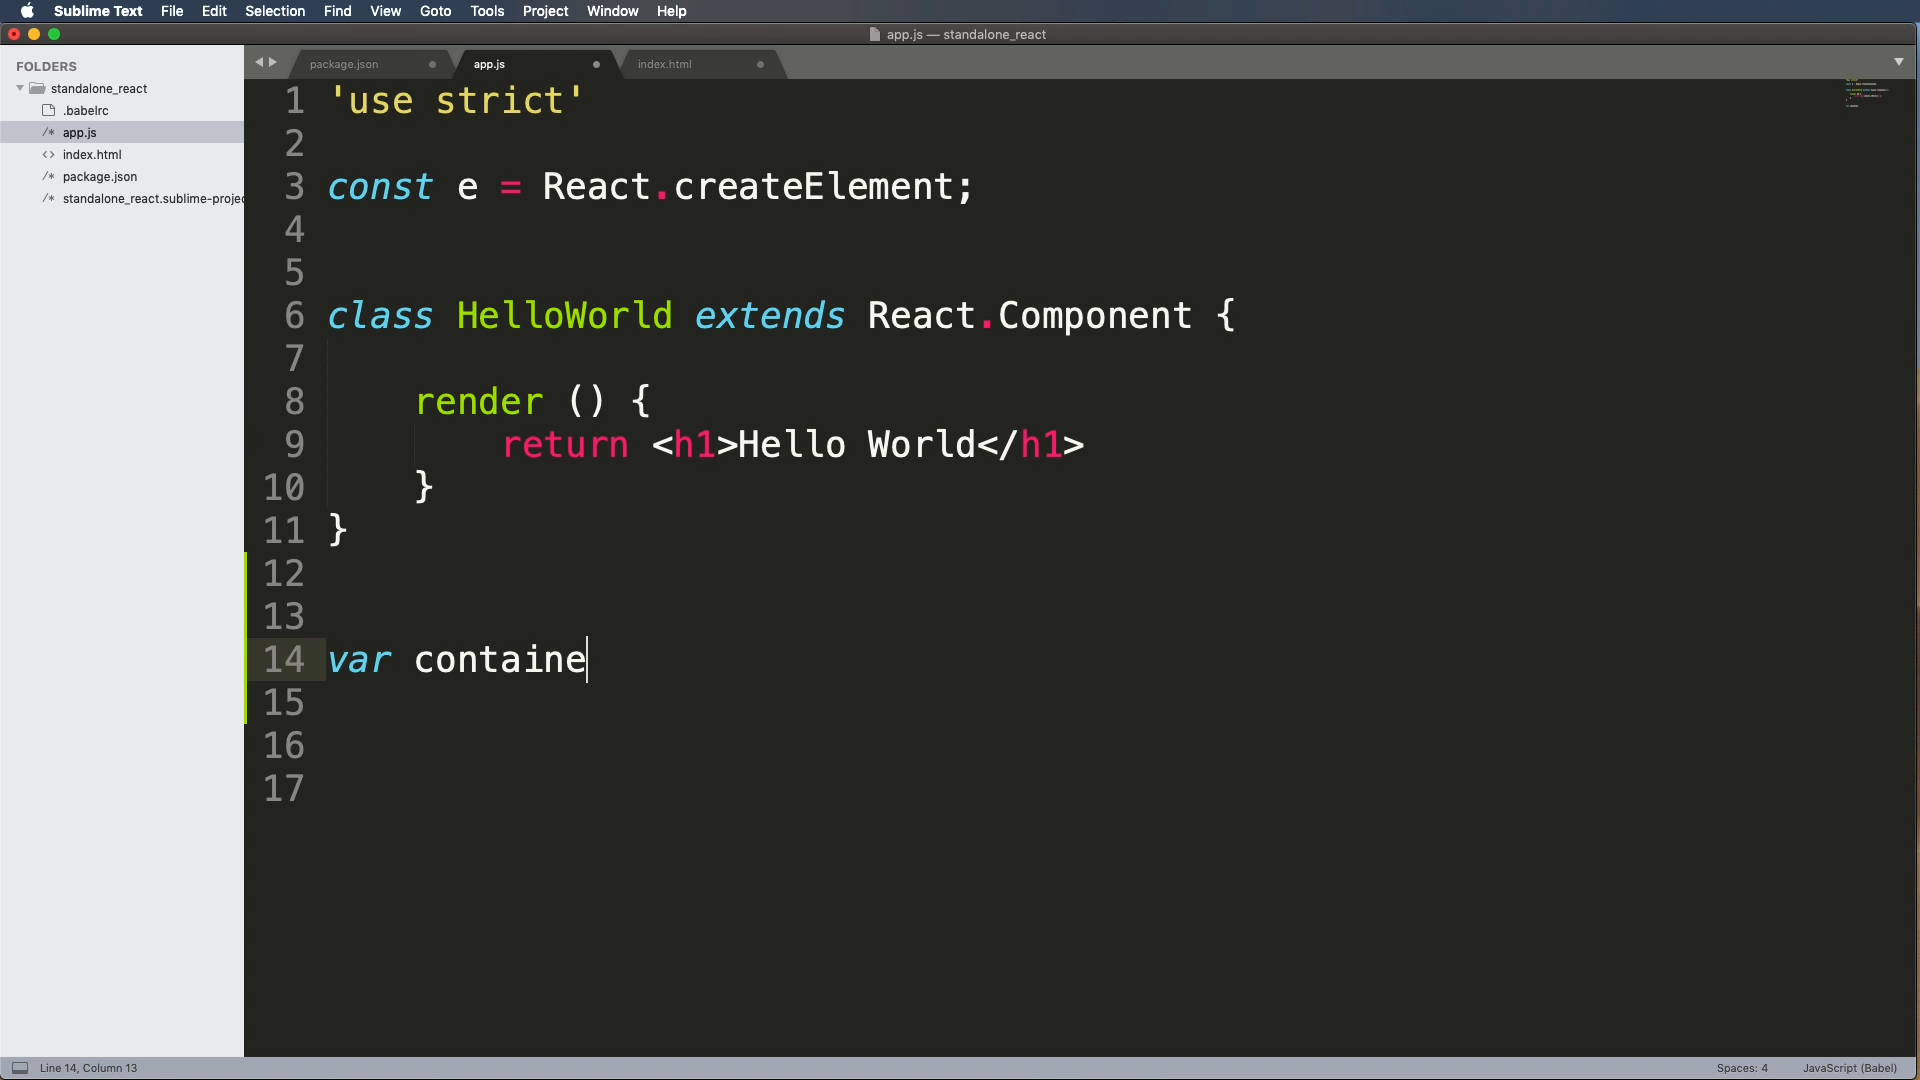 Sublime Text File Edit Selection Find View Goto Tools Project Window Help
app.js — standalone_react
FOLDERS
standalone_react
.babelrc
app.js
index.html
package.json
standalone_react.sublime-projec
package.json app.js index.html
1 'use strict'
2
3 const e = React.createElement;
4
5
6 class HelloWorld extends React.Component {
7
8 render () {
9 return <h1>Hello World</h1>
10 }
11 }
12
13
14 var containe
15
16
17
Line 14, Column 13 Spaces: 4 JavaScript (Babel)